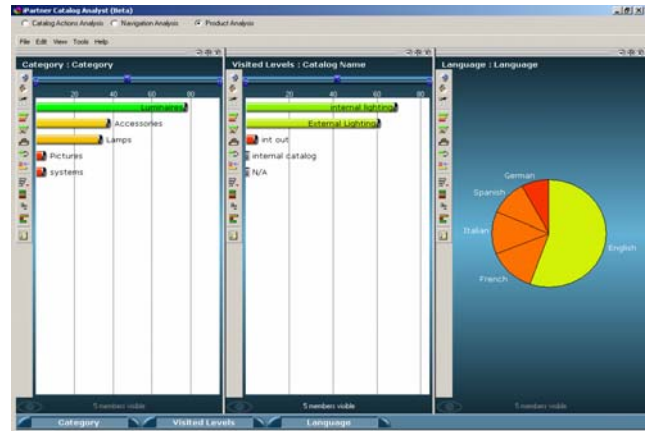 iPartner Catalog Analyst (Beta)
Catalog Actions Analysis Navigation Analysis Product Analysis
File Edit View Tools Help
Category : Category
20 40 60 80
Luminaires
Accessories
Lamps
Pictures
systems
5 members visible
Visited Levels : Catalog Name
20 40 60 80
internal lighting
External Lighting
int out
internal catalog
N/A
5 members visible
Language : Language
German
Spanish
Italian
English
French
5 members visible
Category Visited Levels Language